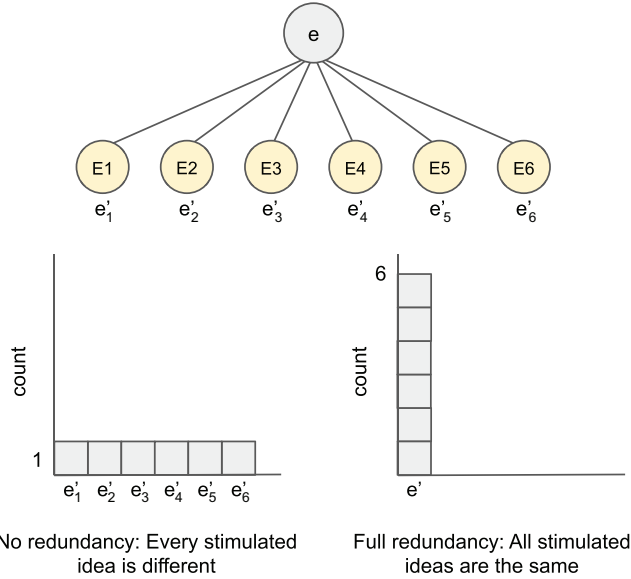 e
E1 E2 E3 E4 E5 E6
e'1 e'2 e'3 e'4 e'5 e'6
count
1
e'1 e'2 e'3 e'4 e'5 e'6
No redundancy: Every stimulated
idea is different
6
count
e'
Full redundancy: All stimulated
ideas are the same